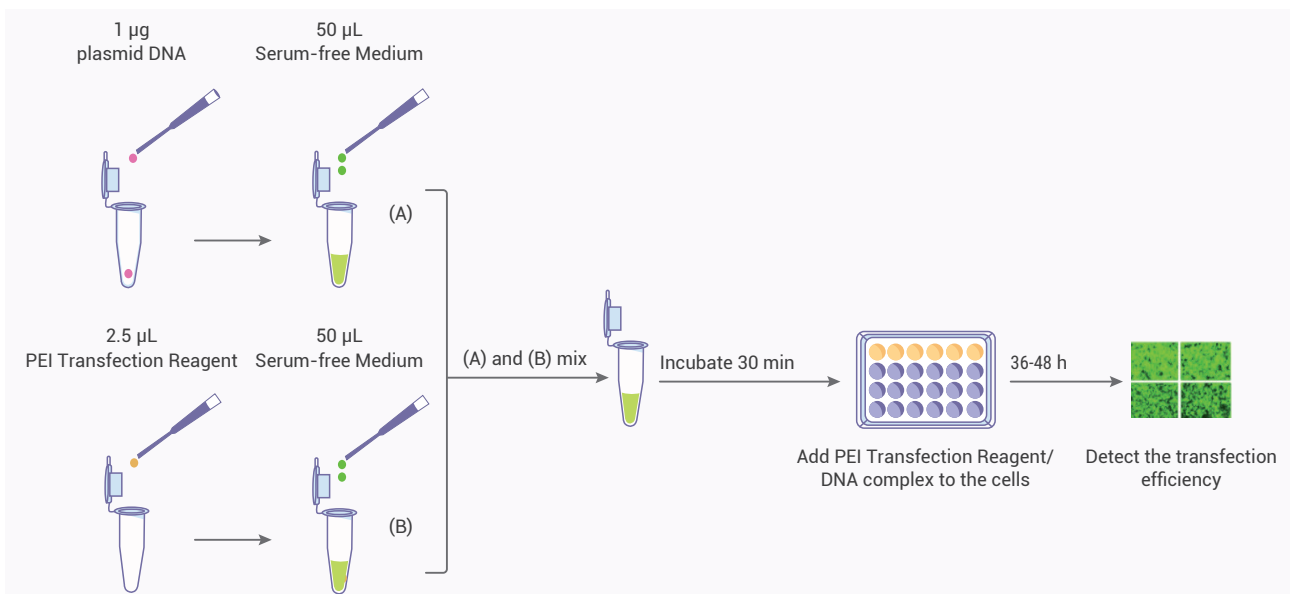 1 µg
plasmid DNA
50 µL
Serum-free Medium
(A)
2.5 µL
PEI Transfection Reagent
50 µL
Serum-free Medium
(B)
(A) and (B) mix
Incubate 30 min
Add PEI Transfection Reagent/
DNA complex to the cells
36-48 h
Detect the transfection
efficiency